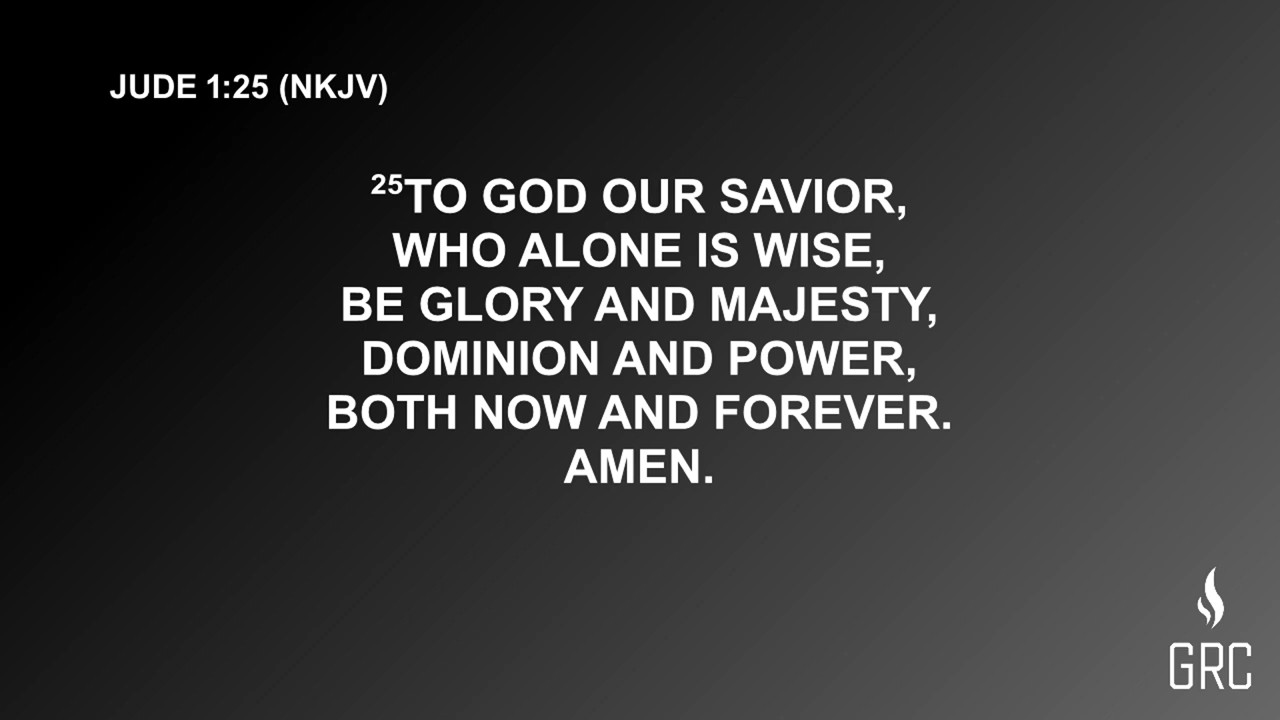 JUDE 1:25 (NKJV)
25TO GOD OUR SAVIOR,
WHO ALONE IS WISE,
BE GLORY AND MAJESTY,
DOMINION AND POWER,
BOTH NOW AND FOREVER.
AMEN.
GRC